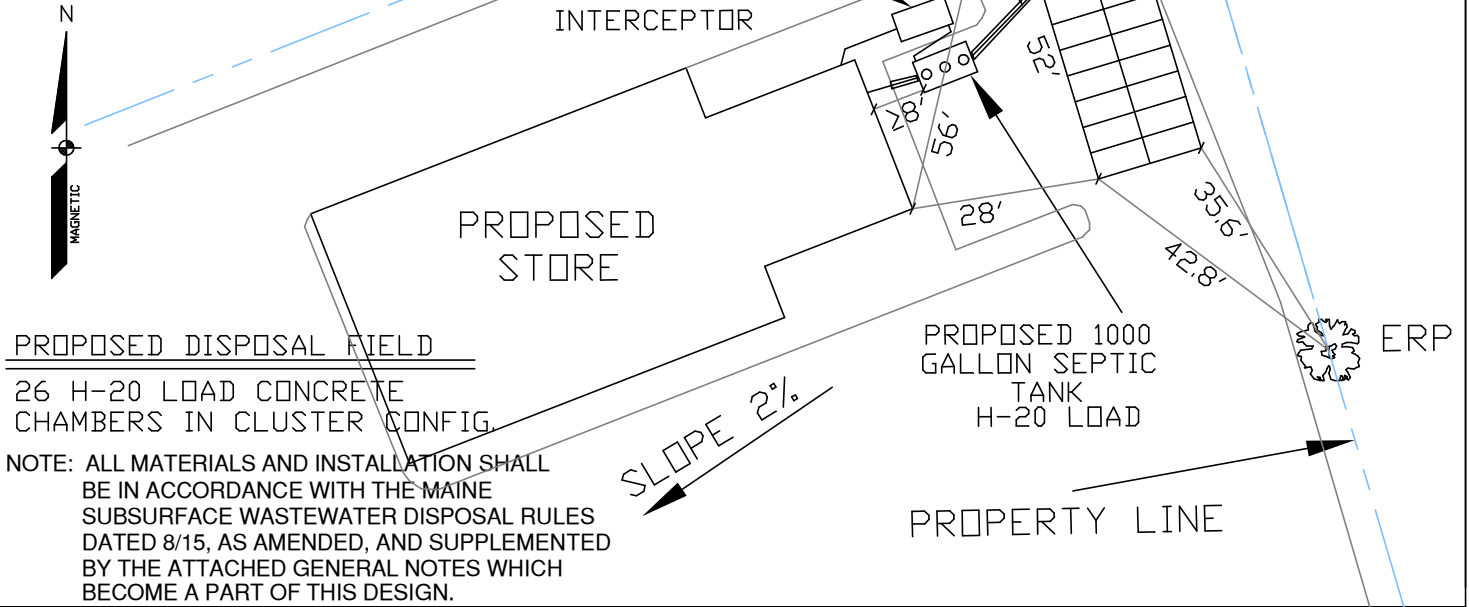 N
INTERCEPTOR
MAGNETIC
52'
>8'
56'
PROPOSED
STORE
28'
35.6'
42.8'
PROPOSED 1000
GALLON SEPTIC
TANK
H-20 LOAD
ERP
PROPOSED DISPOSAL FIELD
26 H-20 LOAD CONCRETE
CHAMBERS IN CLUSTER CONFIG.
SLOPE 2%
PROPERTY LINE
NOTE: ALL MATERIALS AND INSTALLATION SHALL
BE IN ACCORDANCE WITH THE MAINE
SUBSURFACE WASTEWATER DISPOSAL RULES
DATED 8/15, AS AMENDED, AND SUPPLEMENTED
BY THE ATTACHED GENERAL NOTES WHICH
BECOME A PART OF THIS DESIGN.